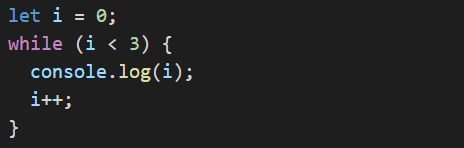 let i = 0;
while (i < 3) {
  console.log(i);
  i++;
}